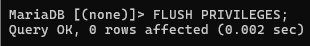 MariaDB [(none)]> FLUSH PRIVILEGES;
Query OK, 0 rows affected (0.002 sec)